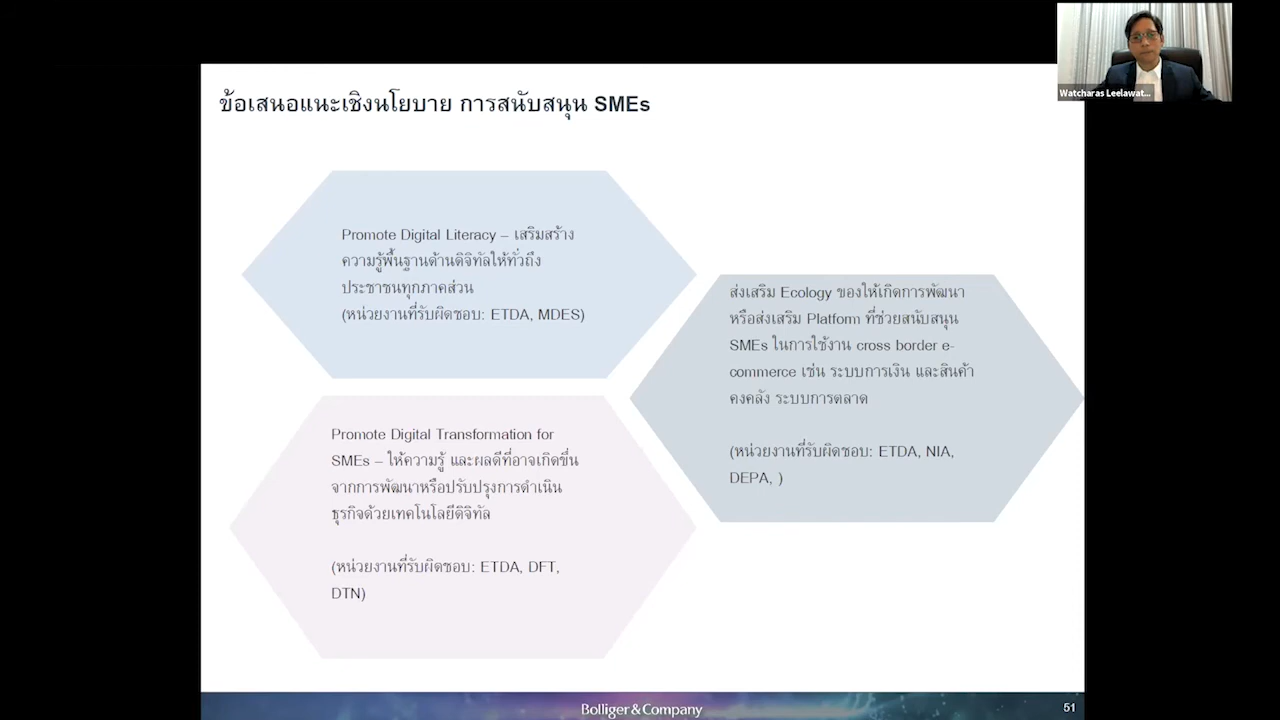 Watcharas Leelawat...
ข้อเสนอแนะเชิงนโยบาย การสนับสนุน SMEs
Promote Digital Literacy – เสริมสร้าง
ความรู้พื้นฐานด้านดิจิทัลให้ทั่วถึง
ประชาชนทุกภาคส่วน
(หน่วยงานที่รับผิดชอบ: ETDA, MDES)
ส่งเสริม Ecology ของให้เกิดการพัฒนา
หรือส่งเสริม Platform ที่ช่วยสนับสนุน
SMEs ในการใช้งาน cross border e-
commerce เช่น ระบบการเงิน และสินค้า
คงคลัง ระบบการตลาด
(หน่วยงานที่รับผิดชอบ: ETDA, NIA,
DEPA, )
Promote Digital Transformation for
SMEs – ให้ความรู้ และผลดีที่อาจเกิดขึ่น
จากการพัฒนาหรือปรับปรุงการดำเนิน
ธุรกิจด้วยเทคโนโลยีดิจิทัล
(หน่วยงานที่รับผิดชอบ: ETDA, DFT,
DTN)
Bolliger & Company
51